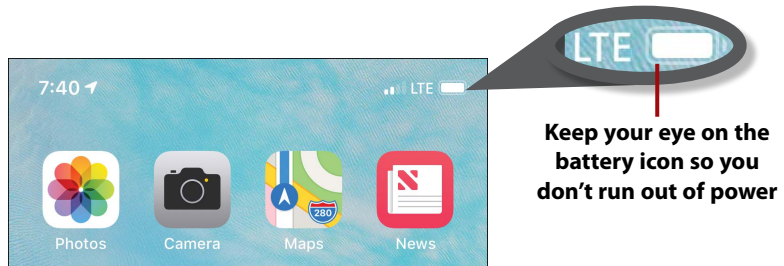 7:40 LTE
280
Photos Camera Maps News
LTE
Keep your eye on the
battery icon so you
don't run out of power